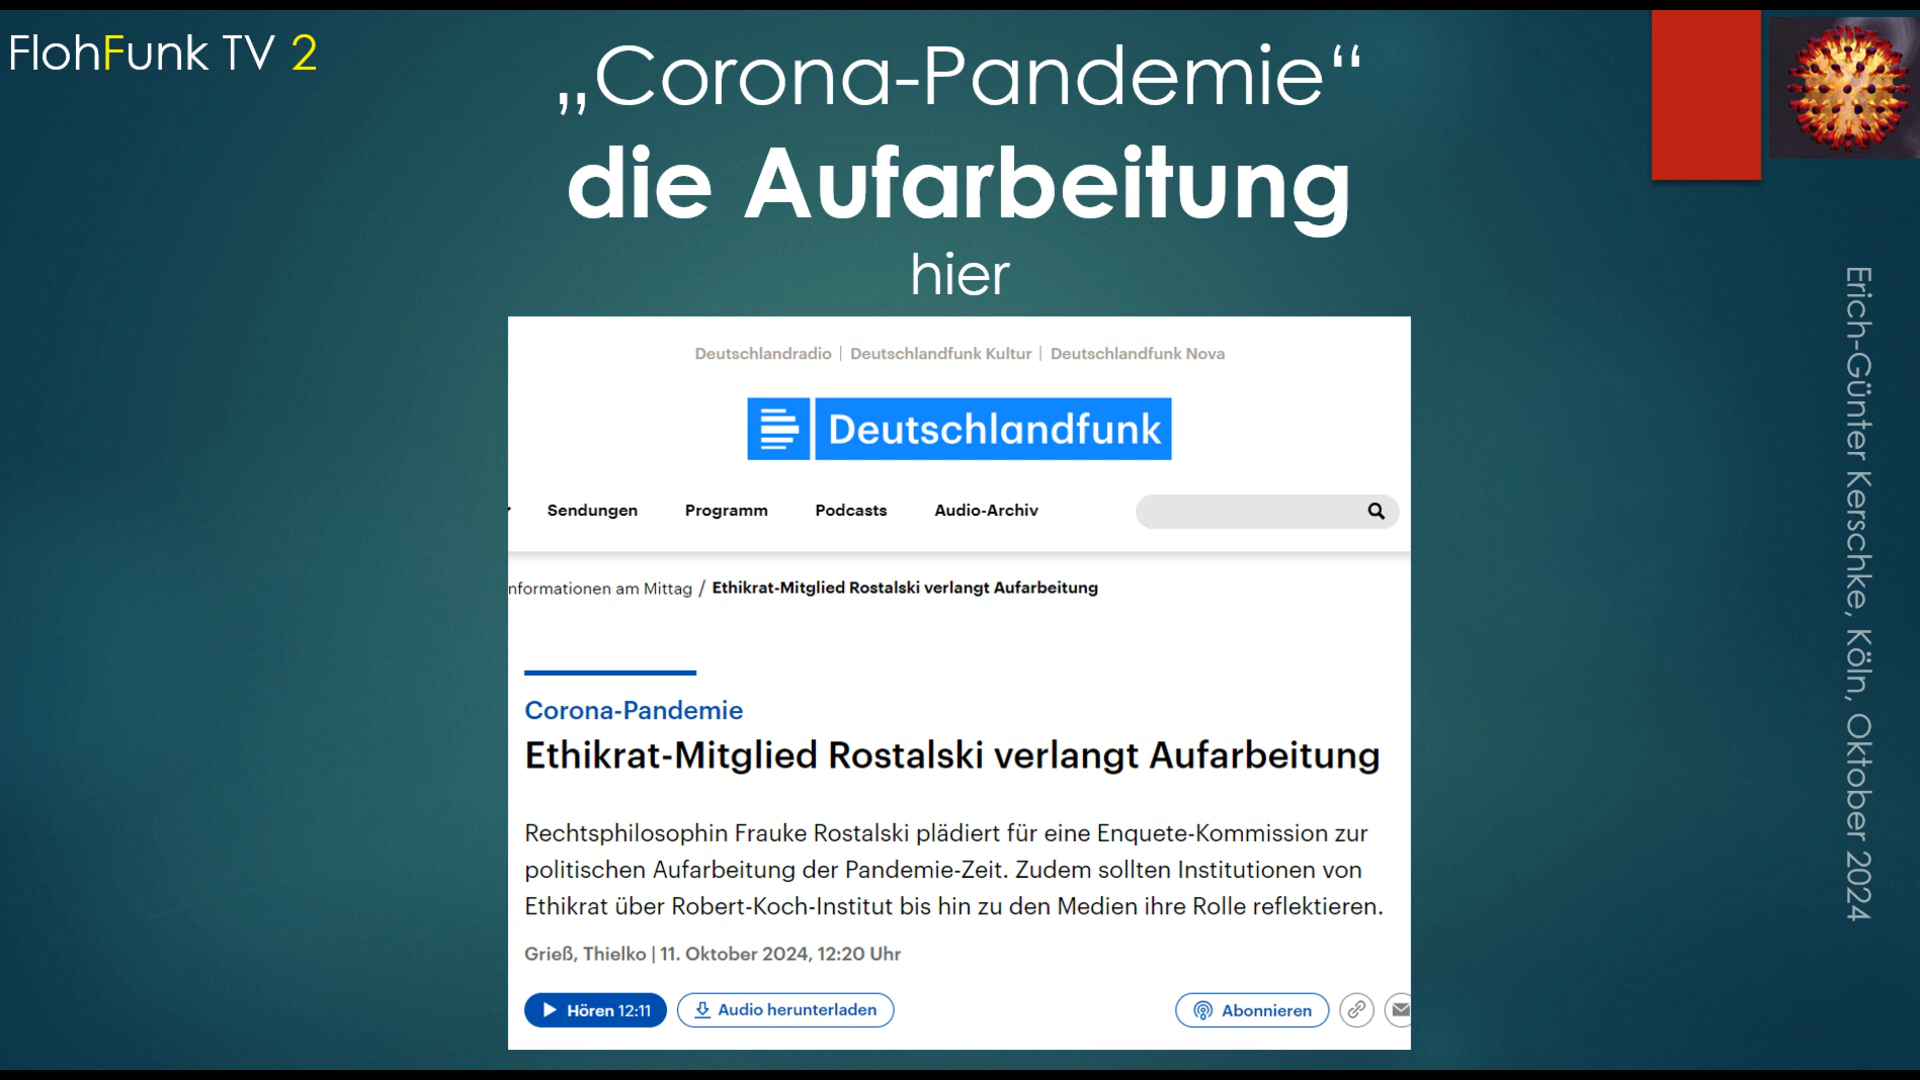 FlohFunk TV 2
„Corona-Pandemie“
die Aufarbeitung
hier
Deutschlandradio | Deutschlandfunk Kultur | Deutschlandfunk Nova
Deutschlandfunk
Sendungen Programm Podcasts Audio-Archiv
nformationen am Mittag / Ethikrat-Mitglied Rostalski verlangt Aufarbeitung
Corona-Pandemie
Ethikrat-Mitglied Rostalski verlangt Aufarbeitung
Rechtsphilosophin Frauke Rostalski plädiert für eine Enquete-Kommission zur
politischen Aufarbeitung der Pandemie-Zeit. Zudem sollten Institutionen von
Ethikrat über Robert-Koch-Institut bis hin zu den Medien ihre Rolle reflektieren.
Grieß, Thielko | 11. Oktober 2024, 12:20 Uhr
Hören 12:11 Audio herunterladen Abonnieren
Erich-Günter Kerschke, Köln, Oktober 2024